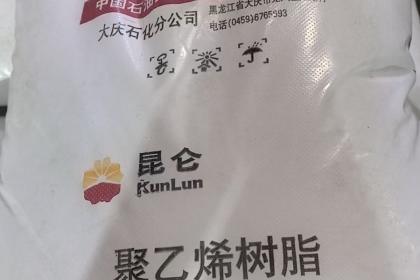 中国石油
大庆石化分公司
黑龙江省大庆市
电话(0459)6765593
昆仑
KunLun
聚乙烯树脂